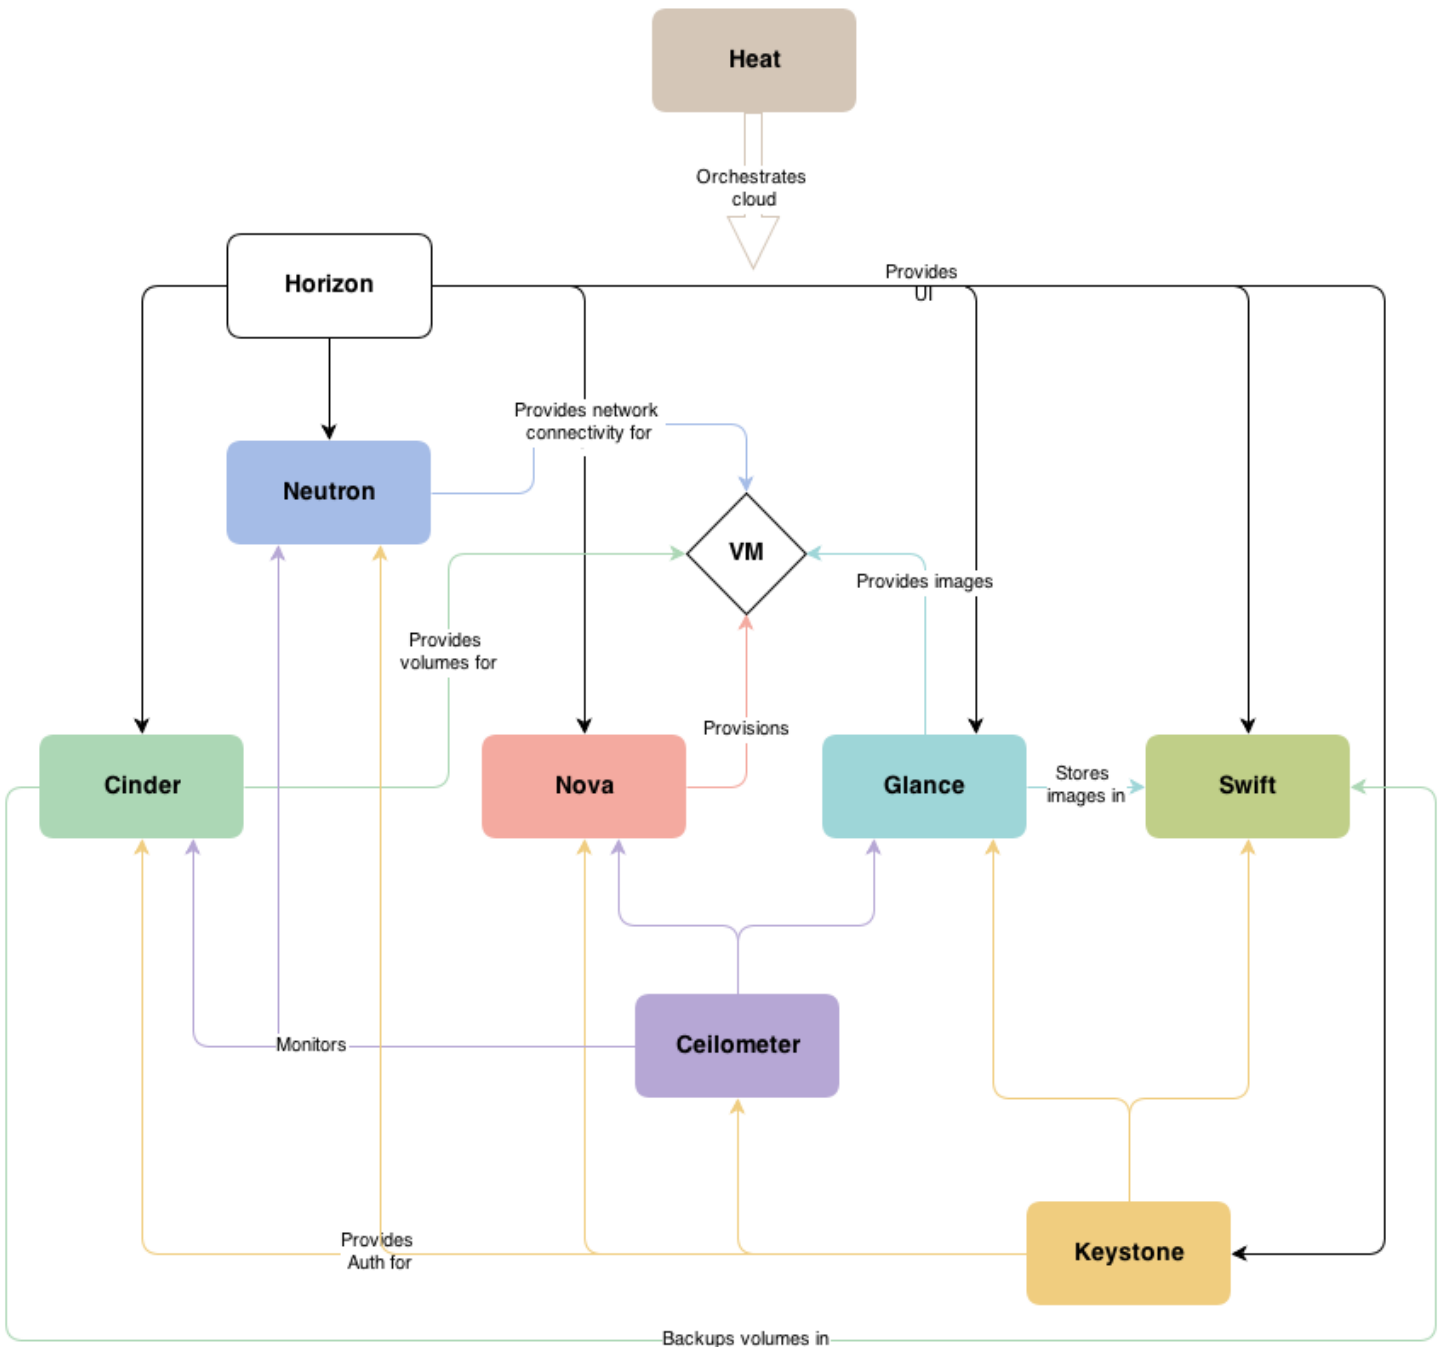 Heat
Orchestrates
cloud
Horizon
Provides
UI
Provides network
connectivity for
Neutron
VM
Provides images
Provides
volumes for
Provisions
Cinder
Nova
Glance
Stores
images in
Swift
Ceilometer
Monitors
Provides
Auth for
Keystone
Backups volumes in